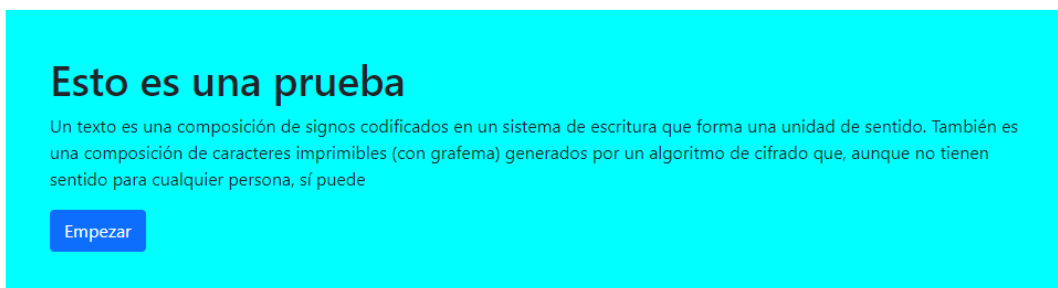 Esto es una prueba
Un texto es una composición de signos codificados en un sistema de escritura que forma una unidad de sentido. También es
una composición de caracteres imprimibles (con grafema) generados por un algoritmo de cifrado que, aunque no tienen
sentido para cualquier persona, sí puede
Empezar